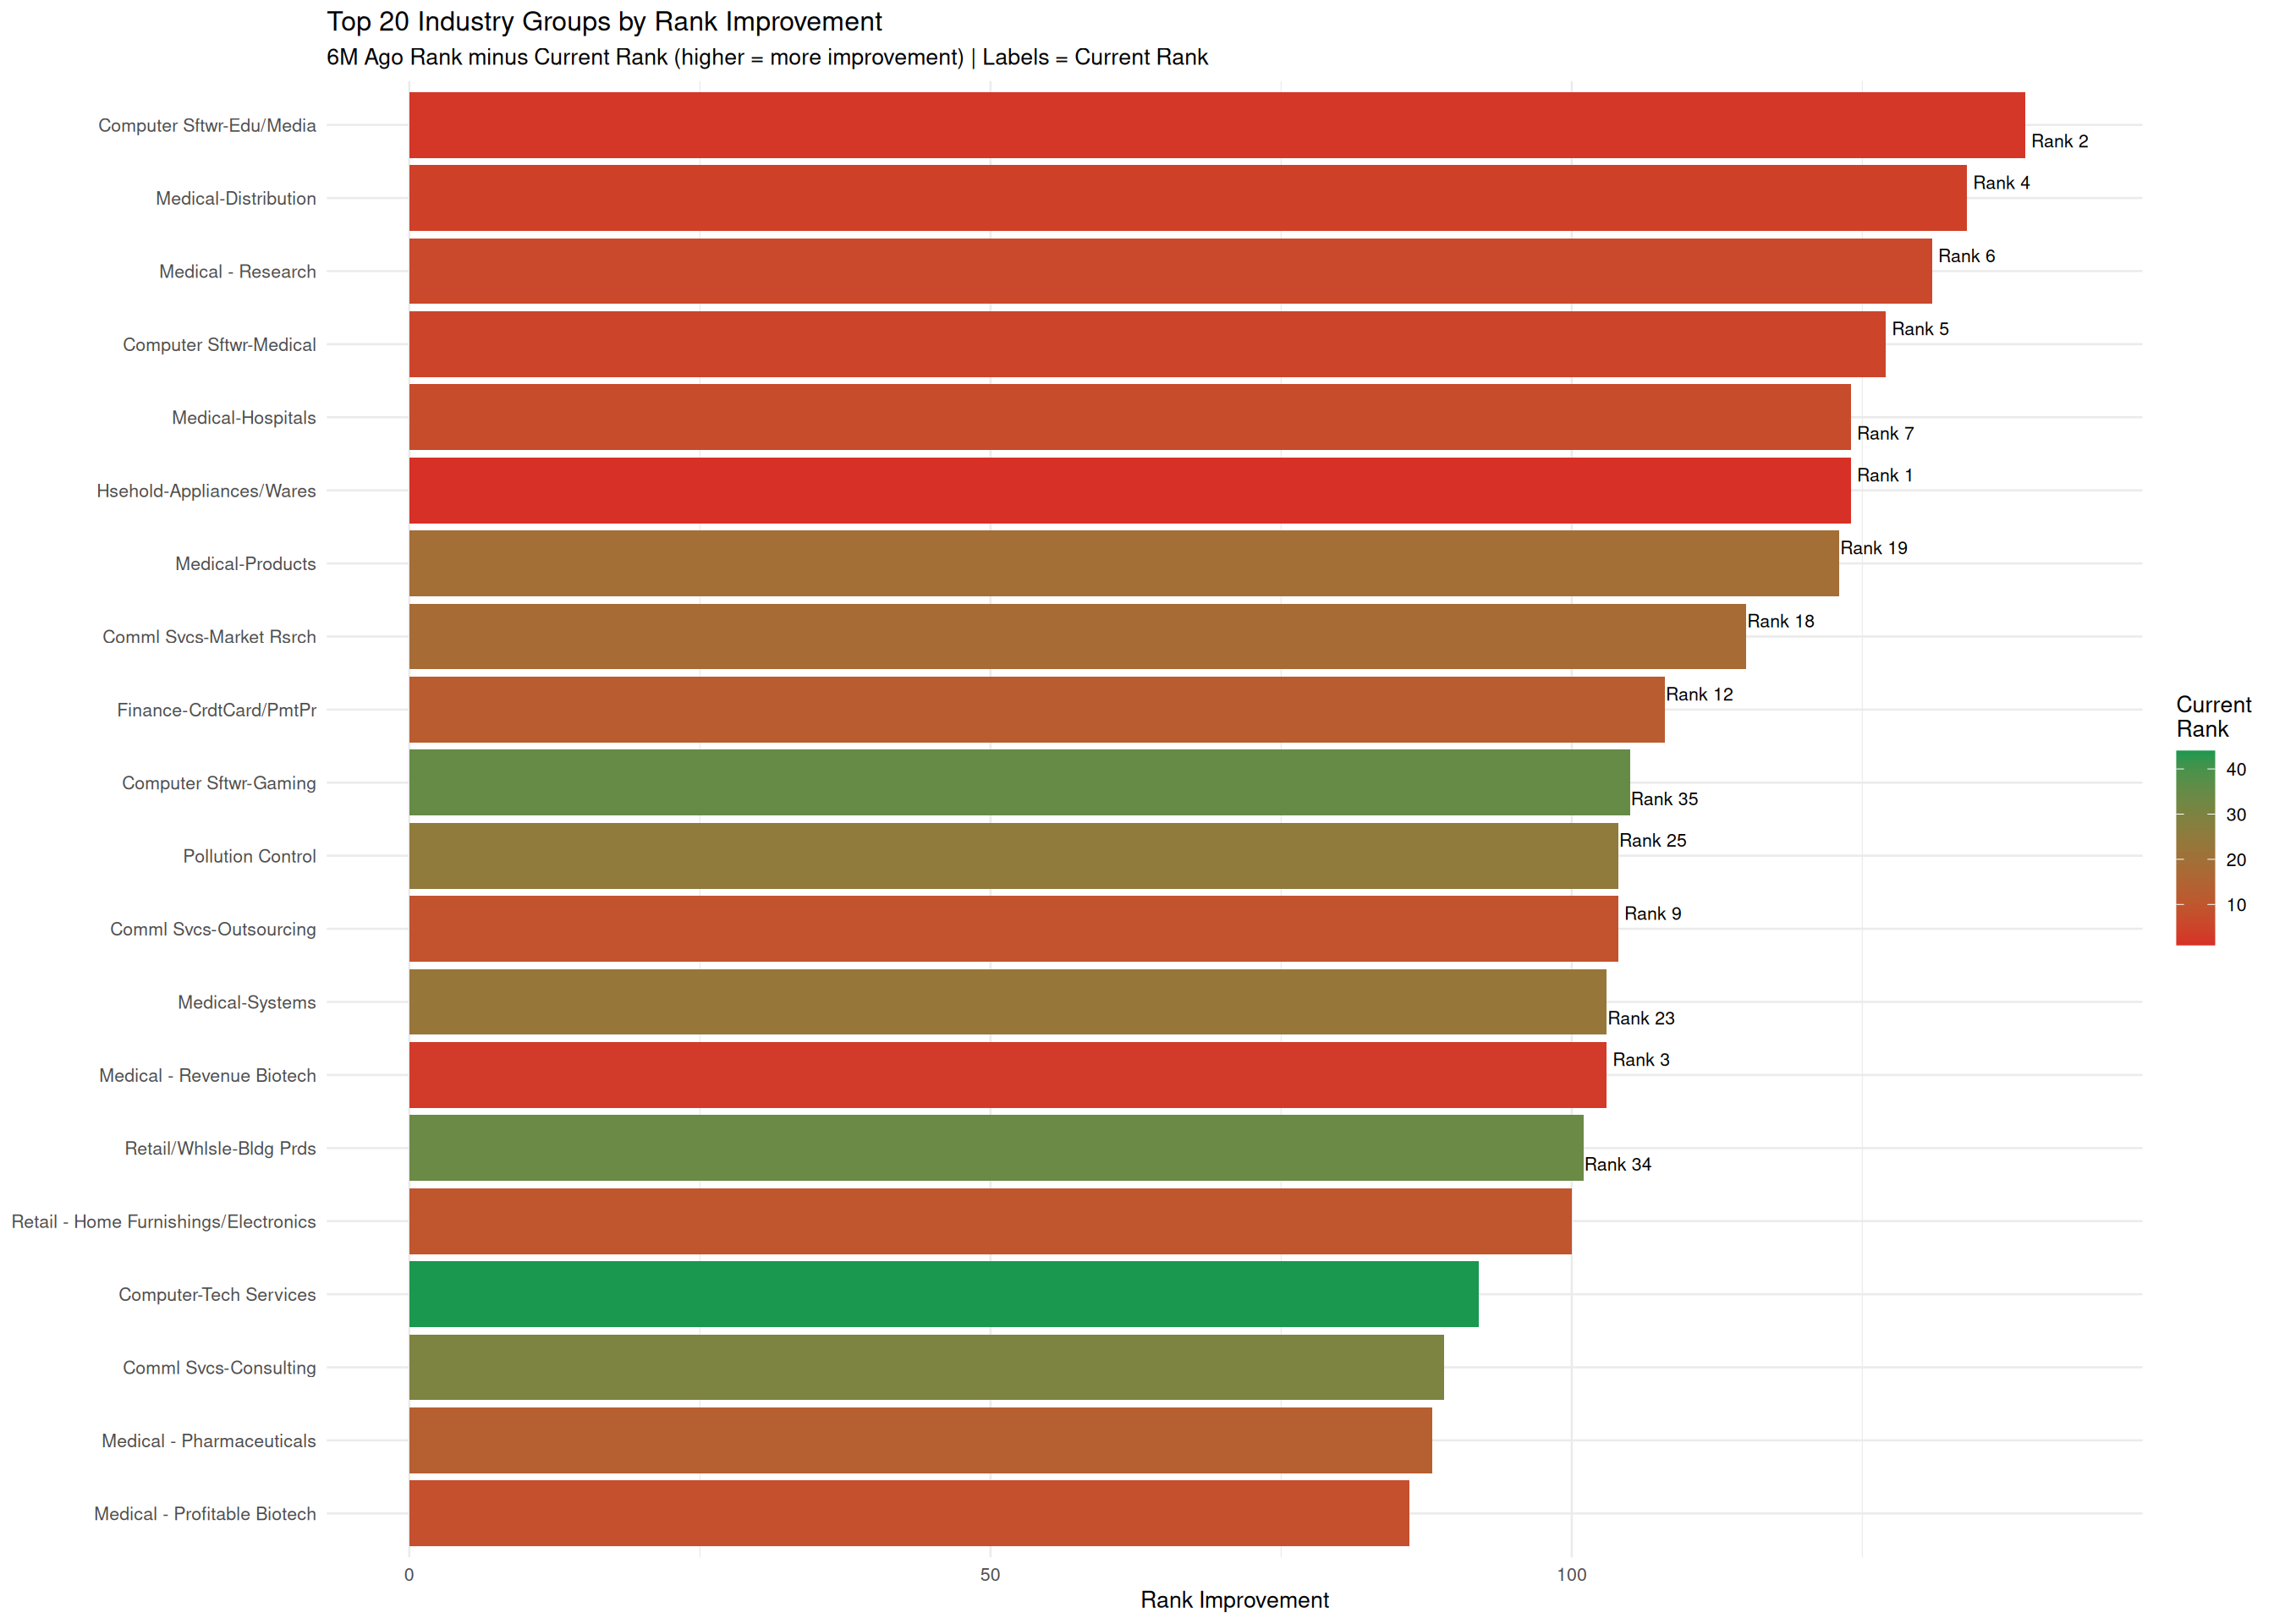 Top 20 Industry Groups by Rank Improvement
6M Ago Rank minus Current Rank (higher = more improvement) | Labels = Current Rank
Computer Sftwr-Edu/Media
Rank 2
Medical-Distribution
Rank 4
Medical - Research
Rank 6
Computer Sftwr-Medical
Rank 5
Medical-Hospitals
Rank 7
Hsehold-Appliances/Wares
Rank 1
Medical-Products
Rank 19
Comml Svcs-Market Rsrch
Rank 18
Finance-CrdtCard/PmtPr
Rank 12
Computer Sftwr-Gaming
Rank 35
Pollution Control
Rank 25
Comml Svcs-Outsourcing
Rank 9
Medical-Systems
Rank 23
Medical - Revenue Biotech
Rank 3
Retail/Whlsle-Bldg Prds
Rank 34
Retail - Home Furnishings/Electronics
Computer-Tech Services
Comml Svcs-Consulting
Medical - Pharmaceuticals
Medical - Profitable Biotech
0
50
100
Rank Improvement
Current
Rank
40
30
20
10